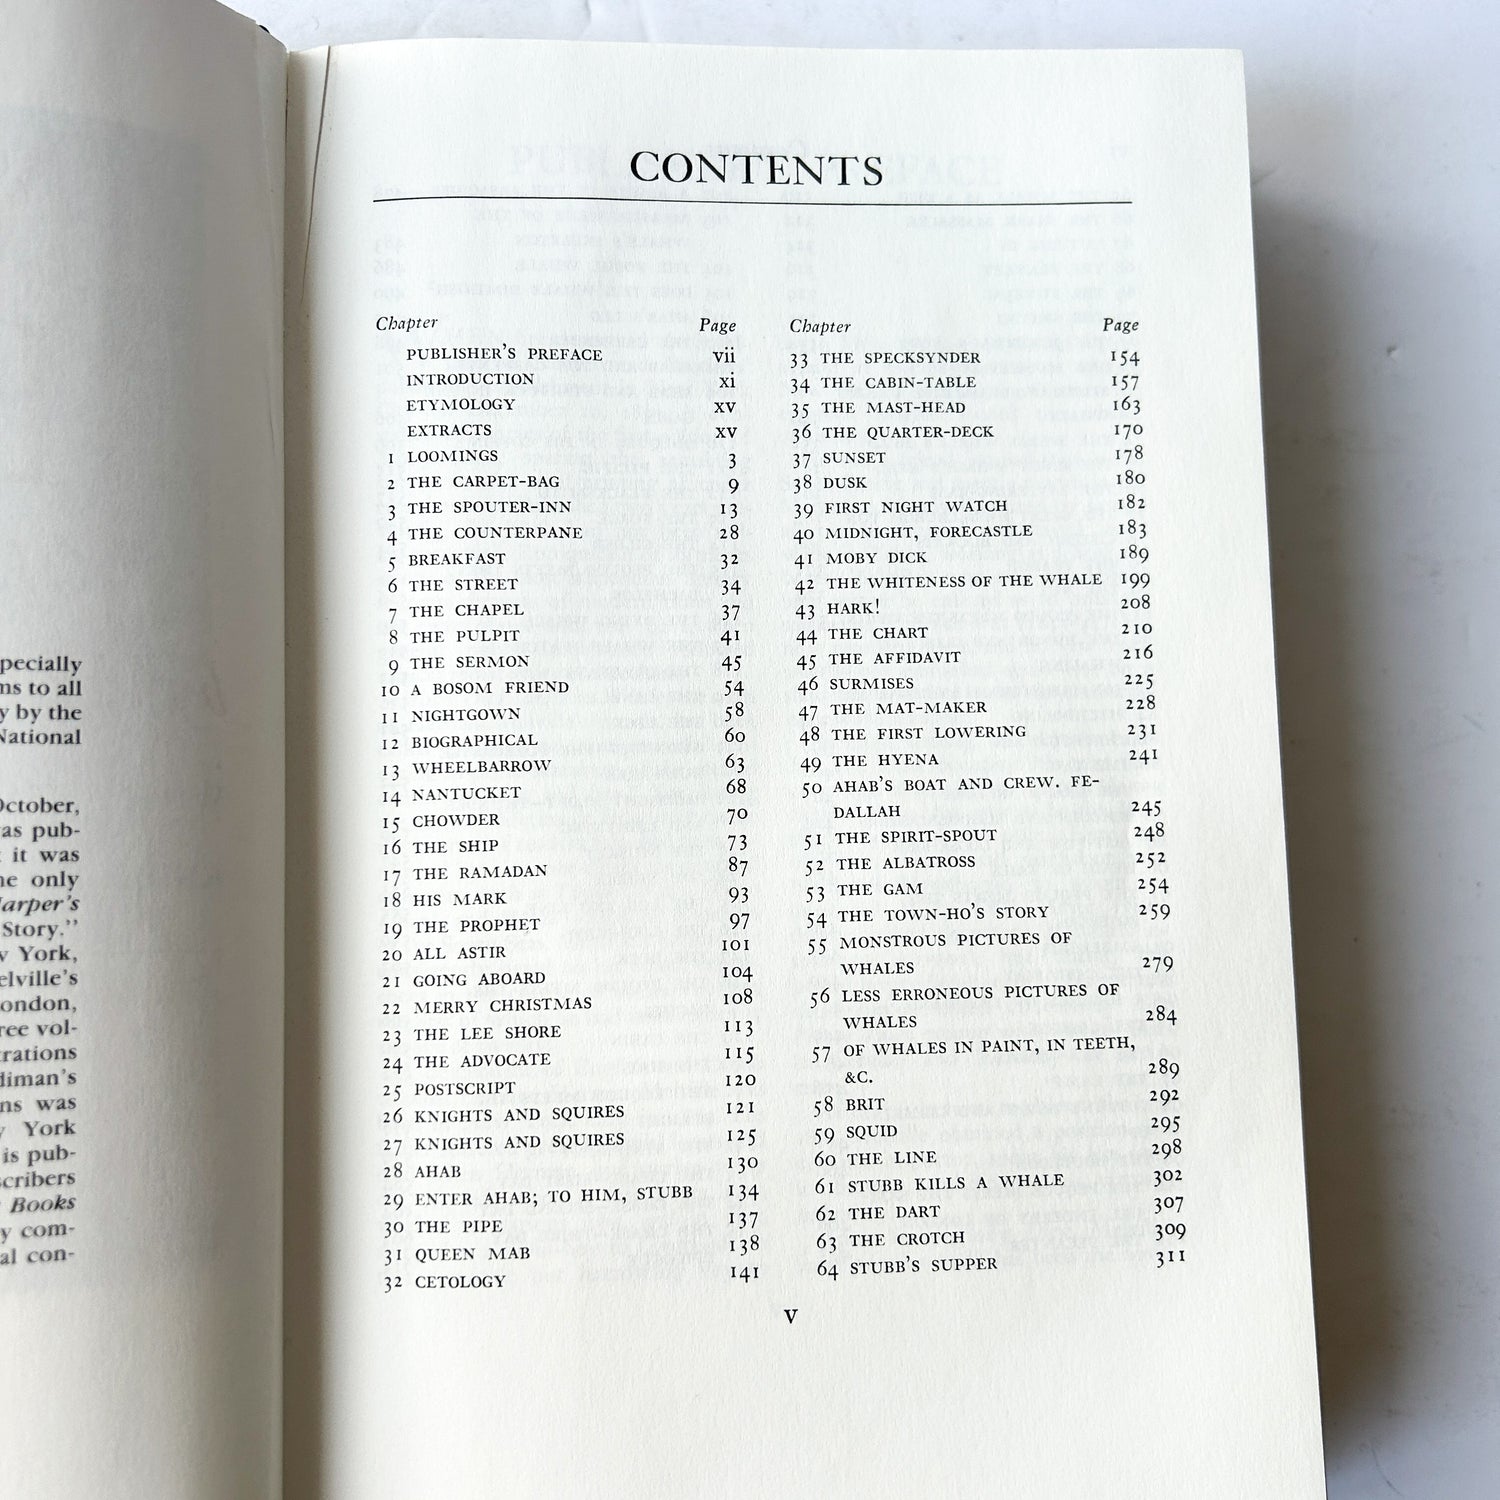 pecially
ns to all
y by the
National
October,
as pub-
it was
ne only
Harper's
Story."
v York,
elville's
ondon,
ree vol-
trations
diman's
ns was
York
is pub-
scribers
Books
y com-
al con-
CONTENTS
Chapter Page
PUBLISHER'S PREFACE vii
INTRODUCTION xi
ETYMOLOGY xv
EXTRACTS xv
1 LOOMINGS 3
2 THE CARPET-BAG 9
3 THE SPOUTER-INN 13
4 THE COUNTERPANE 28
5 BREAKFAST 32
6 THE STREET 34
7 THE CHAPEL 37
8 THE PULPIT 41
9 THE SERMON 45
10 A BOSOM FRIEND 54
11 NIGHTGOWN 58
12 BIOGRAPHICAL 60
13 WHEELBARROW 63
14 NANTUCKET 68
15 CHOWDER 70
16 THE SHIP 73
17 THE RAMADAN 87
18 HIS MARK 93
19 THE PROPHET 97
20 ALL ASTIR 101
21 GOING ABOARD 104
22 MERRY CHRISTMAS 108
23 THE LEE SHORE 113
24 THE ADVOCATE 115
25 POSTSCRIPT 120
26 KNIGHTS AND SQUIRES 121
27 KNIGHTS AND SQUIRES 125
28 AHAB 130
29 ENTER AHAB; TO HIM, STUBB 134
30 THE PIPE 137
31 QUEEN MAB 138
32 CETOLOGY 141
Chapter Page
33 THE SPECKSYNDER 154
34 THE CABIN-TABLE 157
35 THE MAST-HEAD 163
36 THE QUARTER-DECK 170
37 SUNSET 178
38 DUSK 180
39 FIRST NIGHT WATCH 182
40 MIDNIGHT, FORECASTLE 183
41 MOBY DICK 189
42 THE WHITENESS OF THE WHALE 199
43 HARK! 208
44 THE CHART 210
45 THE AFFIDAVIT 216
46 SURMISES 225
47 THE MAT-MAKER 228
48 THE FIRST LOWERING 231
49 THE HYENA 241
50 AHAB'S BOAT AND CREW. FE-
DALLAH 245
51 THE SPIRIT-SPOUT 248
52 THE ALBATROSS 252
53 THE GAM 254
54 THE TOWN-HO'S STORY 259
55 MONSTROUS PICTURES OF
WHALES 279
56 LESS ERRONEOUS PICTURES OF
WHALES 284
57 OF WHALES IN PAINT, IN TEETH,
&C. 289
58 BRIT 292
59 SQUID 295
60 THE LINE 298
61 STUBB KILLS A WHALE 302
62 THE DART 307
63 THE CROTCH 309
64 STUBB'S SUPPER 311
v